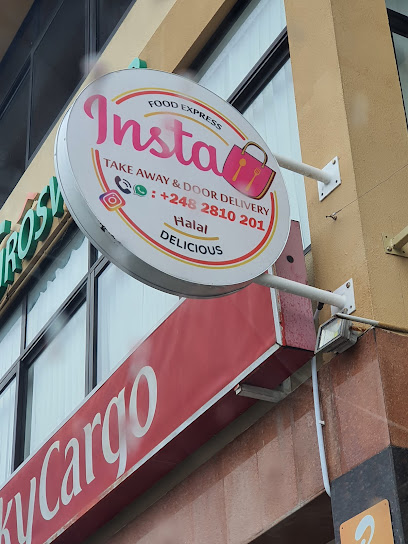 FOOD EXPRESS
Insta
TAKE AWAY & DOOR DELIVERY
: +248 2810 201
Halal
DELICIOUS
kyCargo